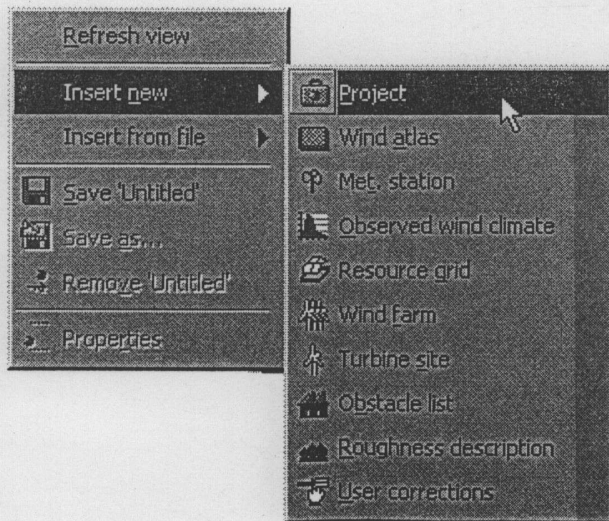 Refresh view
Insert new
Insert from file
Save 'Untitled'
Save as...
Remove 'Untitled'
Properties
Project
Wind atlas
Met. station
Observed wind climate
Resource grid
Wind farm
Turbine site
Obstacle list
Roughness description
User corrections